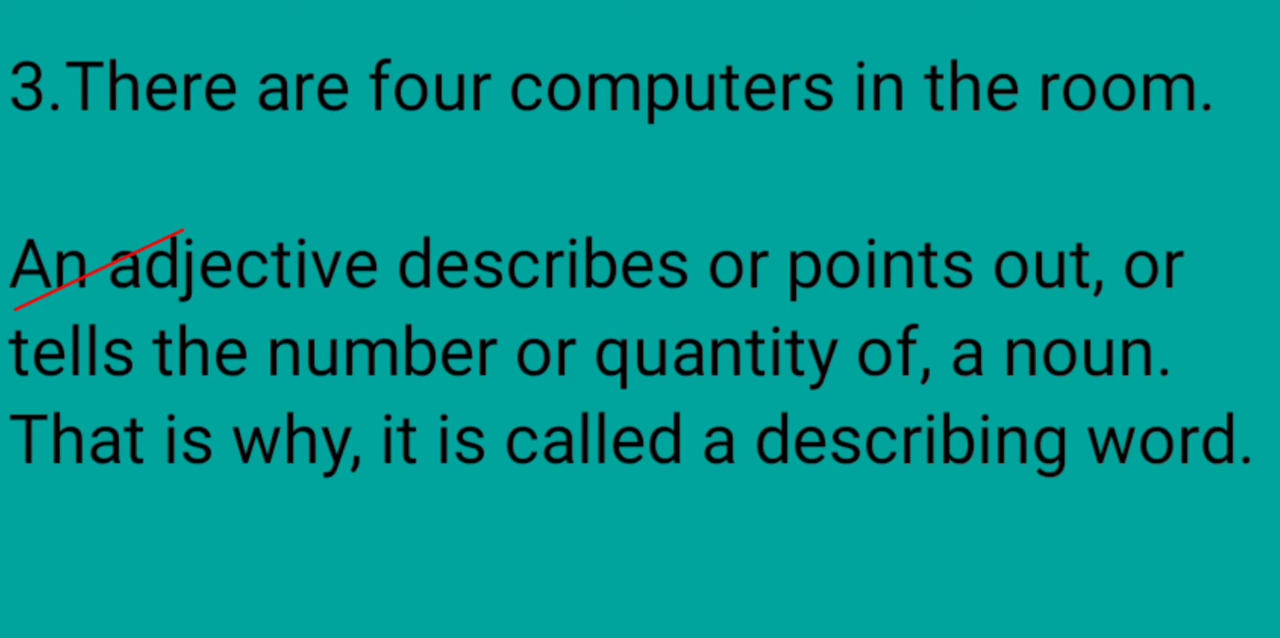 3.There are four computers in the room.
An adjective describes or points out, or
tells the number or quantity of, a noun.
That is why, it is called a describing word.